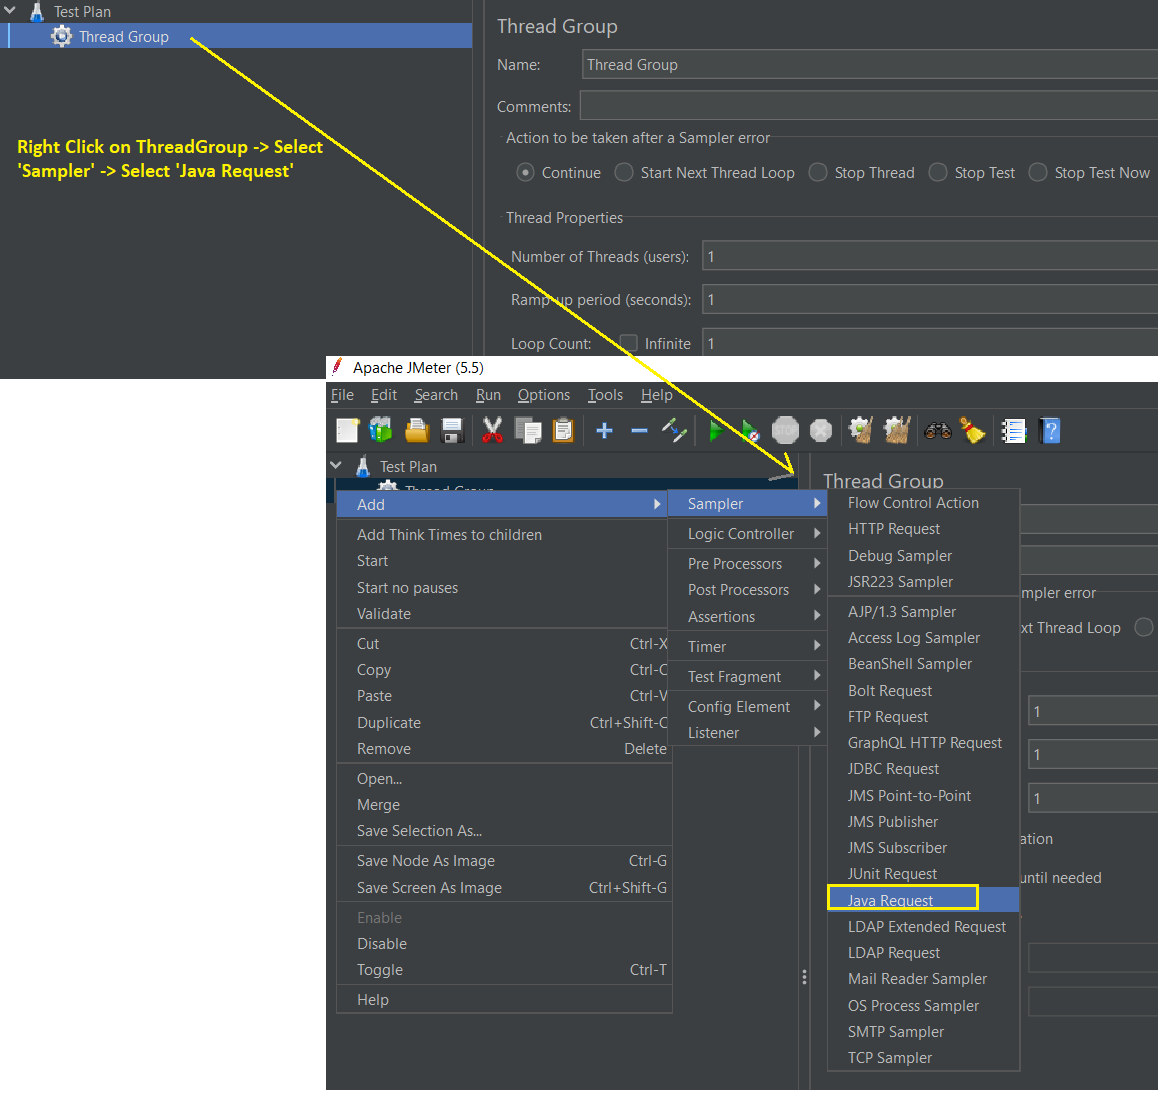 Test Plan
Thread Group
Right Click on ThreadGroup -> Select
'Sampler' -> Select 'Java Request'
Thread Group
Name: Thread Group
Comments:
Action to be taken after a Sampler error
Continue Start Next Thread Loop Stop Thread Stop Test Stop Test Now
Thread Properties
Number of Threads (users): 1
Ramp-up period (seconds): 1
Loop Count: Infinite 1
Apache JMeter (5.5)
File Edit Search Run Options Tools Help
STOP
Test Plan
Thread Group
Add
Add Think Times to children
Start
Start no pauses
Validate
Cut Ctrl-X
Copy Ctrl-C
Paste Ctrl-V
Duplicate Ctrl+Shift-C
Remove Delete
Open...
Merge
Save Selection As...
Save Node As Image Ctrl-G
Save Screen As Image Ctrl+Shift-G
Enable
Disable
Toggle Ctrl-T
Help
Sampler
Logic Controller
Pre Processors
Post Processors
Assertions
Timer
Test Fragment
Config Element
Listener
Thread Group
Flow Control Action
HTTP Request
Debug Sampler
JSR223 Sampler
AJP/1.3 Sampler
Access Log Sampler
BeanShell Sampler
Bolt Request
FTP Request
GraphQL HTTP Request
JDBC Request
JMS Point-to-Point
JMS Publisher
JMS Subscriber
JUnit Request
Java Request
LDAP Extended Request
LDAP Request
Mail Reader Sampler
OS Process Sampler
SMTP Sampler
TCP Sampler
mpler error
xt Thread Loop
1
1
1
ation
until needed